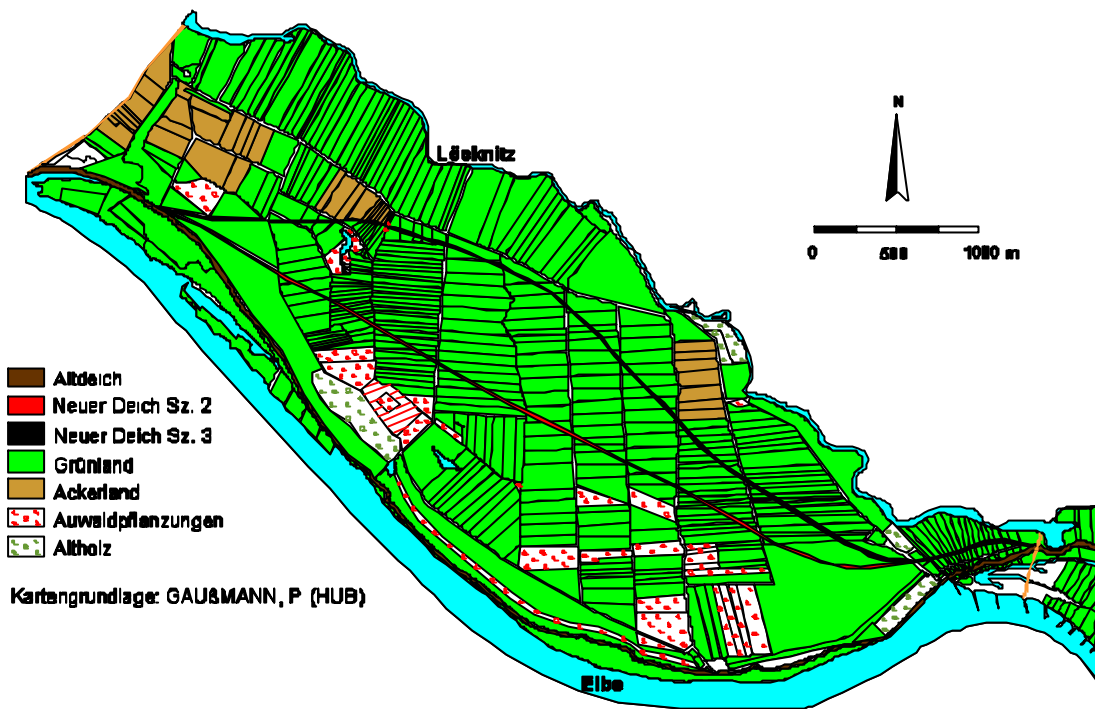 N
Löcknitz
0 500 1000 m
Altdeich
Neuer Deich Sz. 2
Neuer Deich Sz. 3
Grünland
Ackerland
Auwaldpflanzungen
Altholz
Kartengrundlage: GAUßMANN, P (HUB)
Elbe